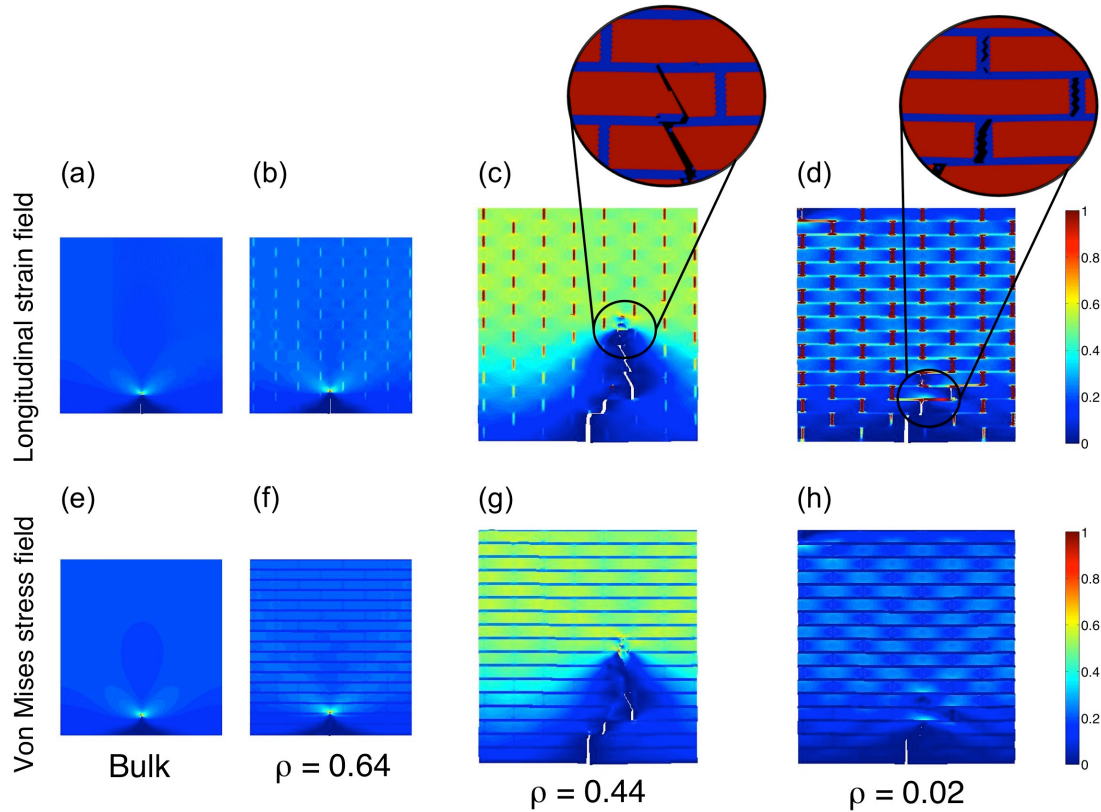 (a)
(b)
(c)
(d)
Longitudinal strain field
1
0.8
0.6
0.4
0.2
0
(e)
(f)
(g)
(h)
Von Mises stress field
1
0.8
0.6
0.4
0.2
0
Bulk
ρ = 0.64
ρ = 0.44
ρ = 0.02